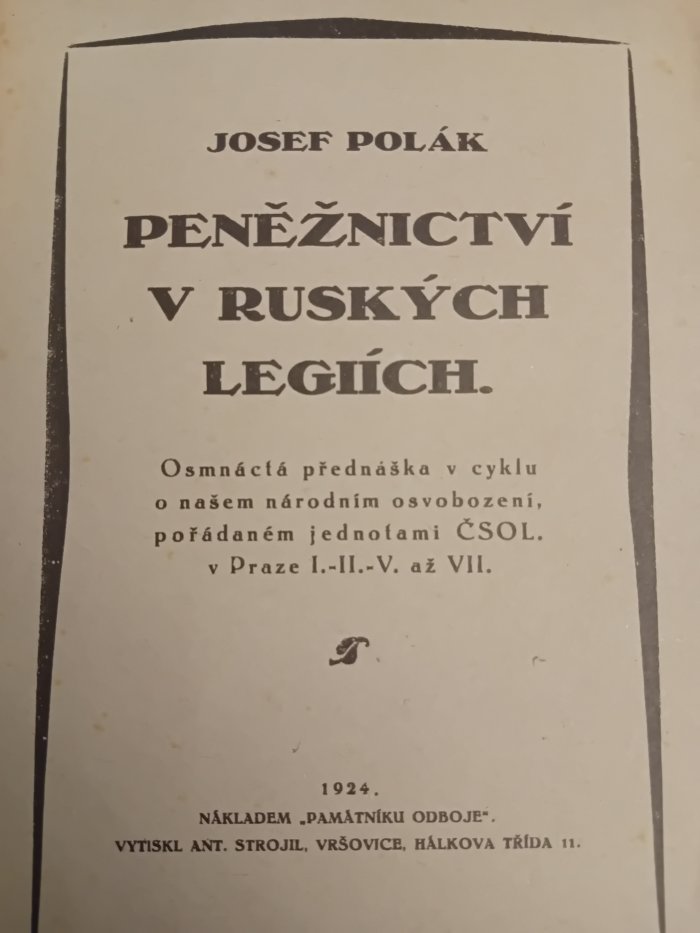 JOSEF POLÁK
PENĚŽNICTVÍ
V RUSKÝCH
LEGIÍCH.
Osmnáctá přednáška v cyklu
o našem národním osvobození,
pořádaném jednotami ČSOL.
v Praze I.-II.-V. až VII.
1924.
NÁKLADEM „PAMÁTNÍKU ODBOJE“.
VYTISKL ANT. STROJIL, VRŠOVICE, HÁLKOVA TŘÍDA 11.